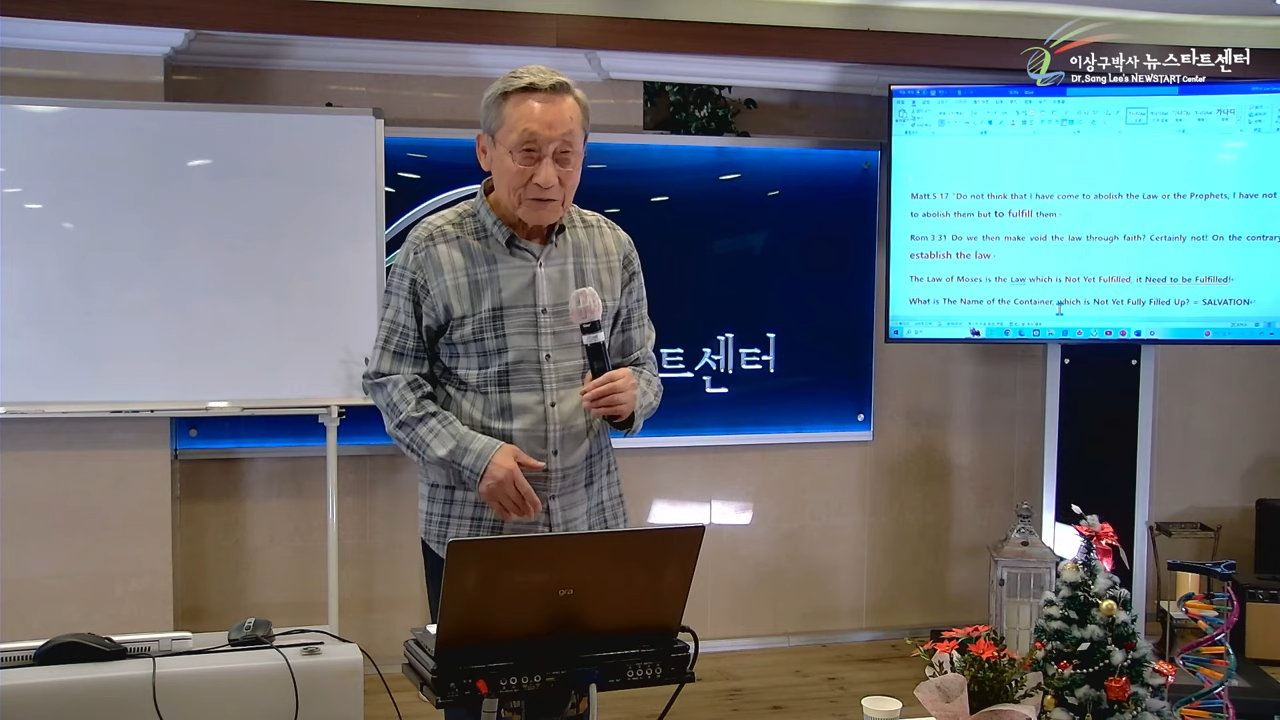 이상구박사 뉴스타트센터
Dr. Sang Lee's NEWSTART Center
가나다
Matt 5 17 "Do not think that I have come to abolish the Law or the Prophets, I have not
to abolish them but to fulfill them
Rom 3:31 Do we then make void the law through faith? Certainly not! On the contrary
establish the law
The Law of Moses is the Law which is Not Yet Fulfilled, it Need to be Fulfilled!
What is The Name of the Container, which is Not Yet Fully Filled Up? = SALVATION
트센터
gra